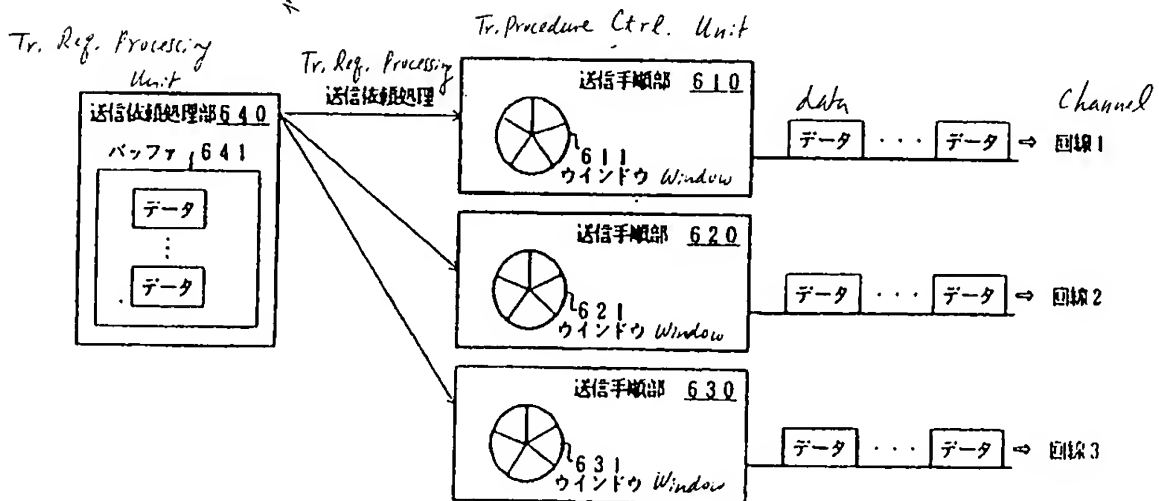 Tr. Req. Processing
Unit
送信依頼処理部 640
バッファ 641
データ
データ
Tr. Req. Processing
送信依頼処理
Tr. Procedure Ctrl. Unit
送信手順部 610
611
ウインドウ Window
送信手順部 620
621
ウインドウ Window
送信手順部 630
631
ウインドウ Window
data
Channel
データ ・・・ データ ⇨ 回線1
データ ・・・ データ ⇨ 回線2
データ ・・・ データ ⇨ 回線3